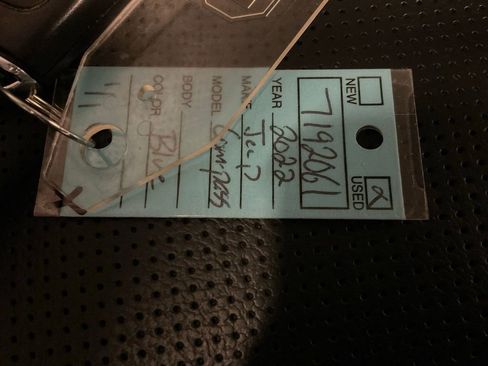 NEW USED X
7192061
YEAR 2022
MAKE Jeep
MODEL Compass
BODY
COLOR Blue